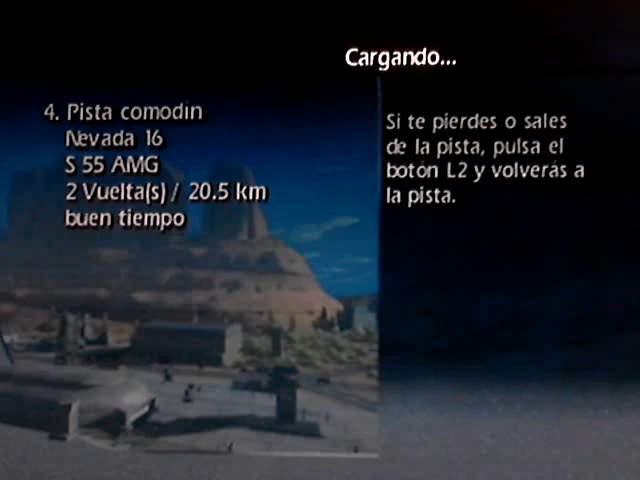 Cargando...
4. Pista comodín
Nevada 16
S 55 AMG
2 Vuelta(s) / 20.5 km
buen tiempo
Si te pierdes o sales
de la pista, pulsa el
botón L2 y volverás a
la pista.